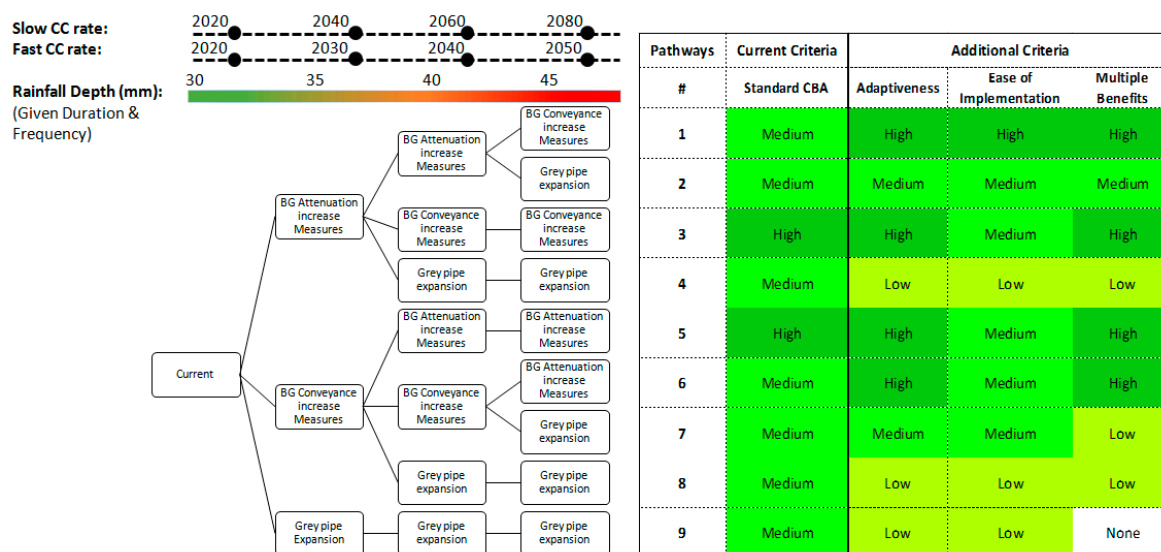 Slow CC rate:
2020 2040 2060 2080
Fast CC rate:
2020 2030 2040 2050
Rainfall Depth (mm):
30 35 40 45
(Given Duration &
Frequency)
Current
BG Attenuation
increase
Measures
BG Conveyance
increase
Measures
Grey pipe
Expansion
BG Attenuation
increase
Measures
BG Conveyance
increase
Measures
Grey pipe
expansion
BG Attenuation
increase
Measures
BG Conveyance
increase
Measures
Grey pipe
expansion
Grey pipe
expansion
BG Conveyance
increase
Measures
Grey pipe
expansion
BG Conveyance
increase
Measures
Grey pipe
expansion
BG Attenuation
increase
Measures
BG Attenuation
increase
Measures
Grey pipe
expansion
Grey pipe
expansion
Grey pipe
expansion
Pathways Current Criteria Additional Criteria
# Standard CBA Adaptiveness Ease of
Implementation Multiple
Benefits
1 Medium High High High
2 Medium Medium Medium Medium
3 High High Medium High
4 Medium Low Low Low
5 High High Medium High
6 Medium High Medium High
7 Medium Medium Medium Low
8 Medium Low Low Low
9 Medium Low Low None